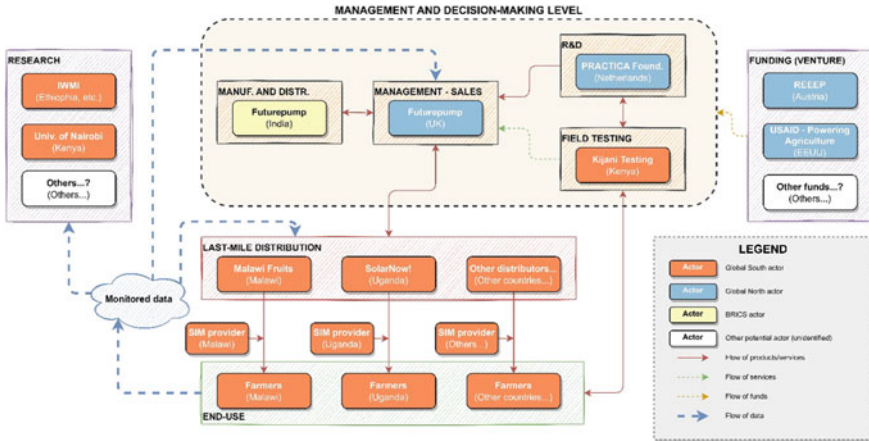 MANAGEMENT AND DECISION-MAKING LEVEL
RESEARCH
IWMI
(Ethiophia, etc.)
Univ. of Nairobi
(Kenya)
Others...?
(Others...)
MANUF. AND DISTR.
Futurepump
(India)
MANAGEMENT - SALES
Futurepump
(UK)
R&D
PRACTICA Found.
(Netherlands)
FIELD TESTING
Kijani Testing
(Kenya)
FUNDING (VENTURE)
REEEP
(Austria)
USAID - Powering
Agriculture
(EEUU)
Other funds...?
(Others...)
LAST-MILE DISTRIBUTION
Malawi Fruits
(Malawi)
SolarNow!
(Uganda)
Other distributors...
(Other countries...)
Monitored data
SIM provider
(Malawi)
SIM provider
(Uganda)
SIM provider
(Others...)
Farmers
(Malawi)
Farmers
(Uganda)
Farmers
(Other countries...)
END-USE
LEGEND
Actor Global South actor
Actor Global North actor
Actor BRICS actor
Actor Other potential actor (unidentified)
Flow of products/services
Flow of services
Flow of funds
Flow of data